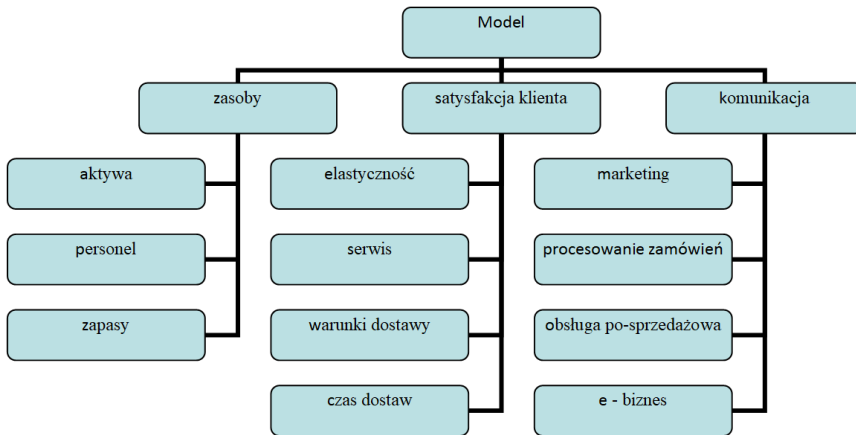 Model
zasoby
satysfakcja klienta
komunikacja
aktywa
elastyczność
marketing
personel
serwis
procesowanie zamówień
zapasy
warunki dostawy
obsługa po-sprzedażowa
czas dostaw
e - biznes